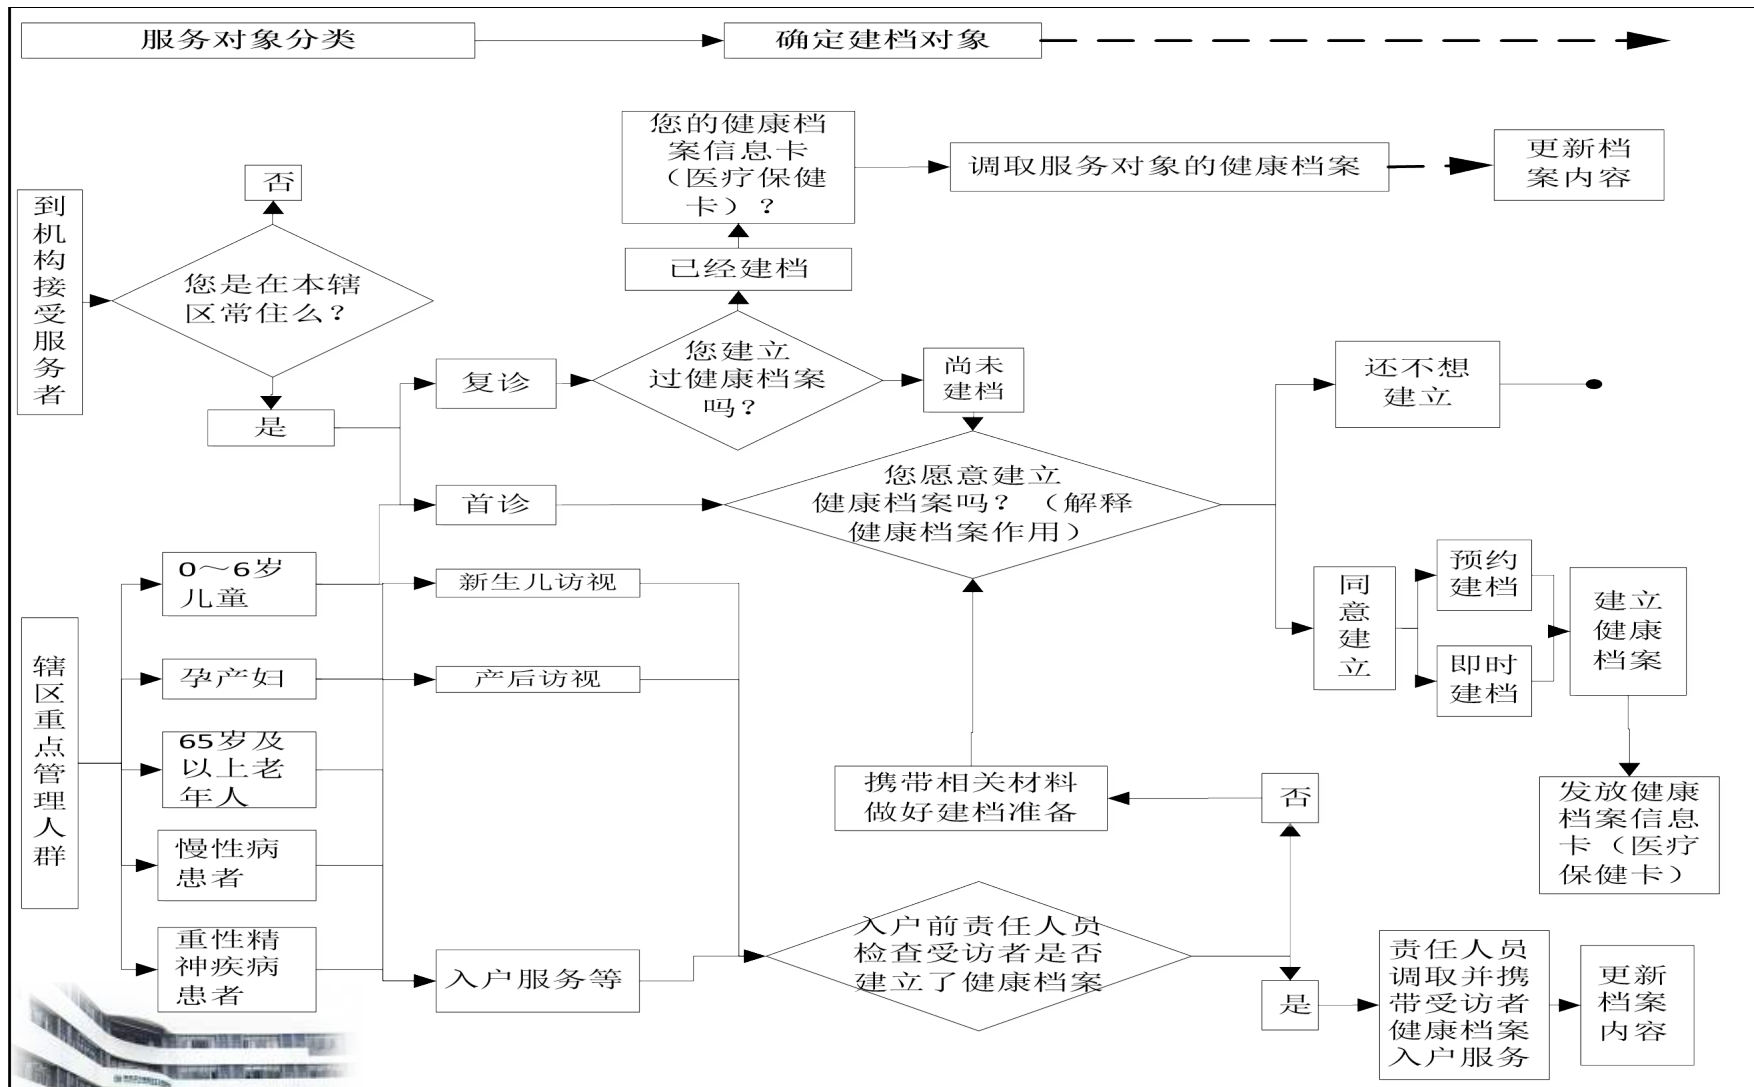 服务对象分类
确定建档对象
到机构接受服务者
否
您是在本辖
区常住么？
是
复诊
首诊
您建立
过健康档案
吗？
已经建档
您的健康档
案信息卡
（医疗保健
卡）？
调取服务对象的健康档案
更新档
案内容
尚未
建档
您愿意建立
健康档案吗？（解释
健康档案作用）
还不想
建立
同意建立
预约
建档
即时
建档
建立
健康
档案
发放健康
档案信息
卡（医疗
保健卡）
辖区重点管理人群
0～6岁
儿童
孕产妇
65岁及
以上老
年人
慢性病
患者
重性精
神疾病
患者
新生儿访视
产后访视
入户服务等
入户前责任人员
检查受访者是否
建立了健康档案
否
携带相关材料
做好建档准备
是
责任人员
调取并携
带受访者
健康档案
入户服务
更新
档案
内容